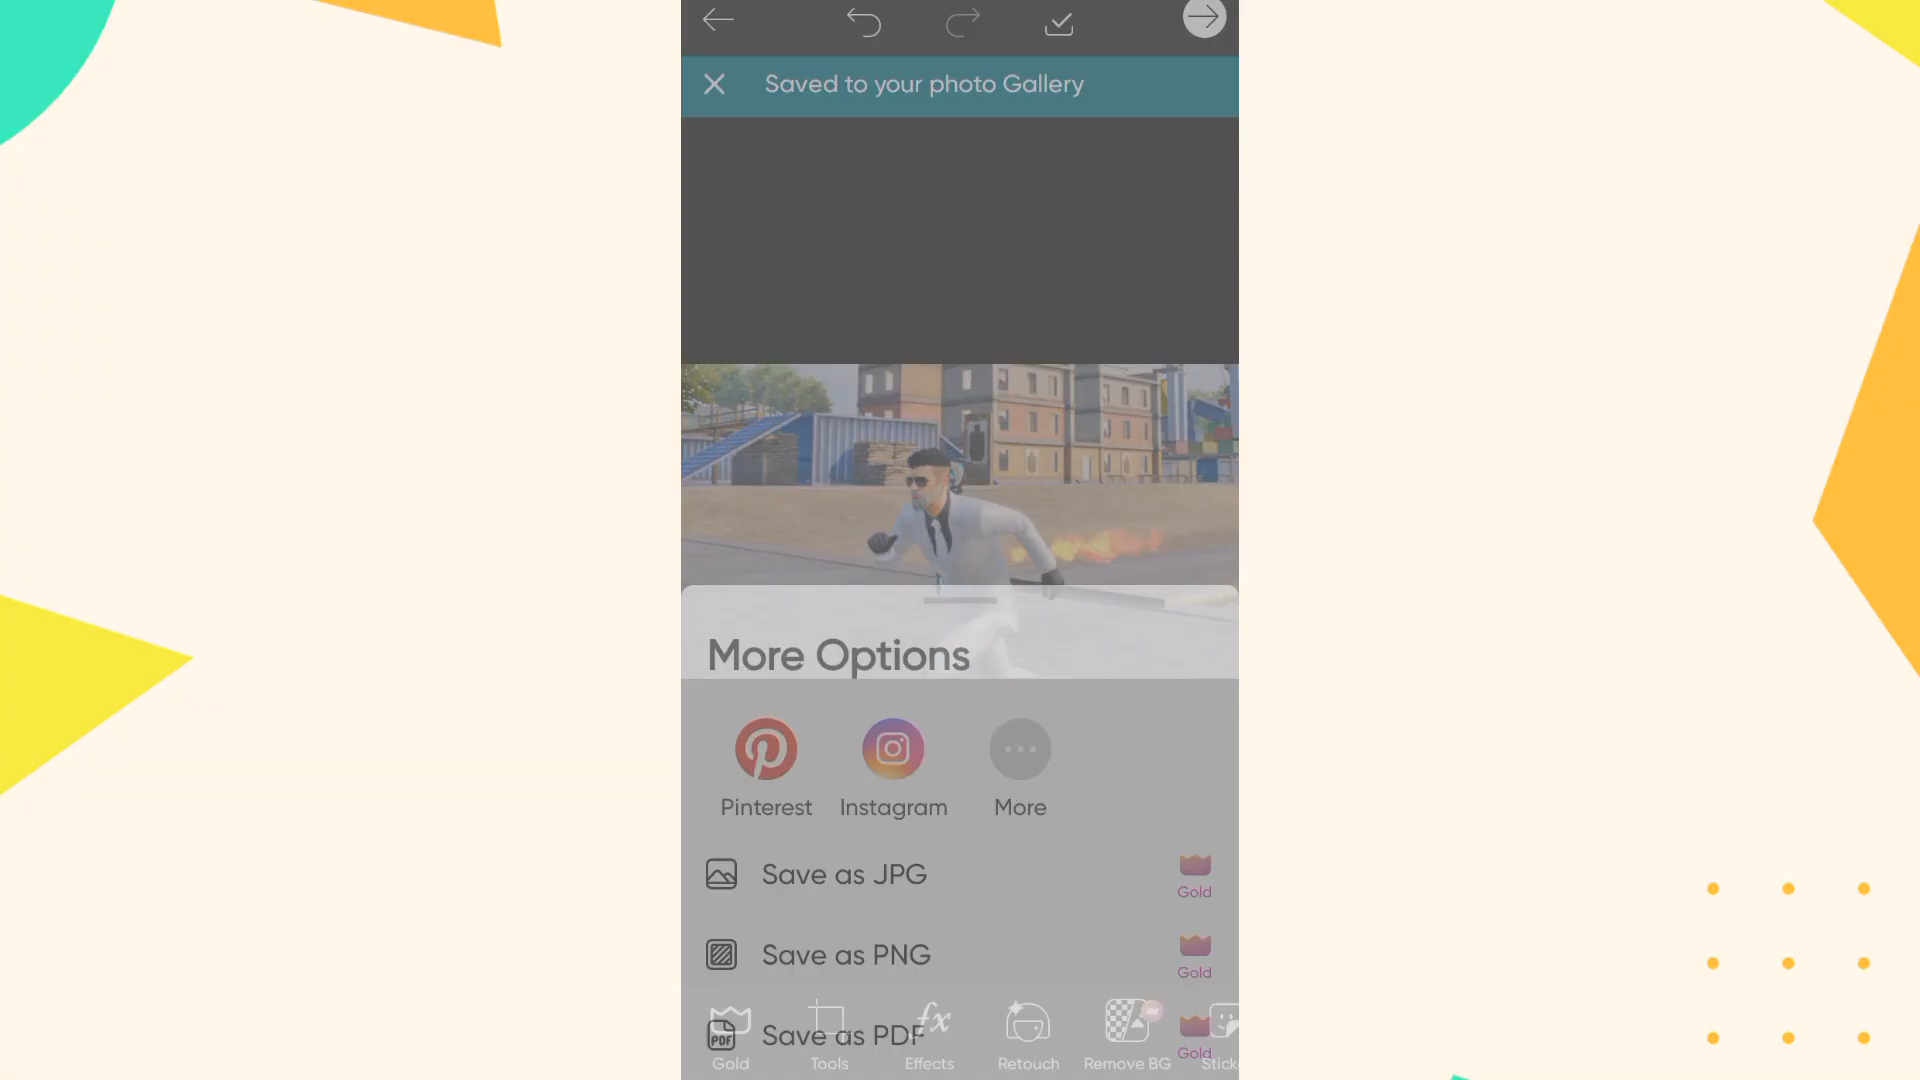 Saved to your photo Gallery
More Options
Pinterest Instagram More
Save as JPG
Gold
Save as PNG
Gold
Save as PDF
PDF
Gold
Gold Tools Effects Retouch Remove BG Stick